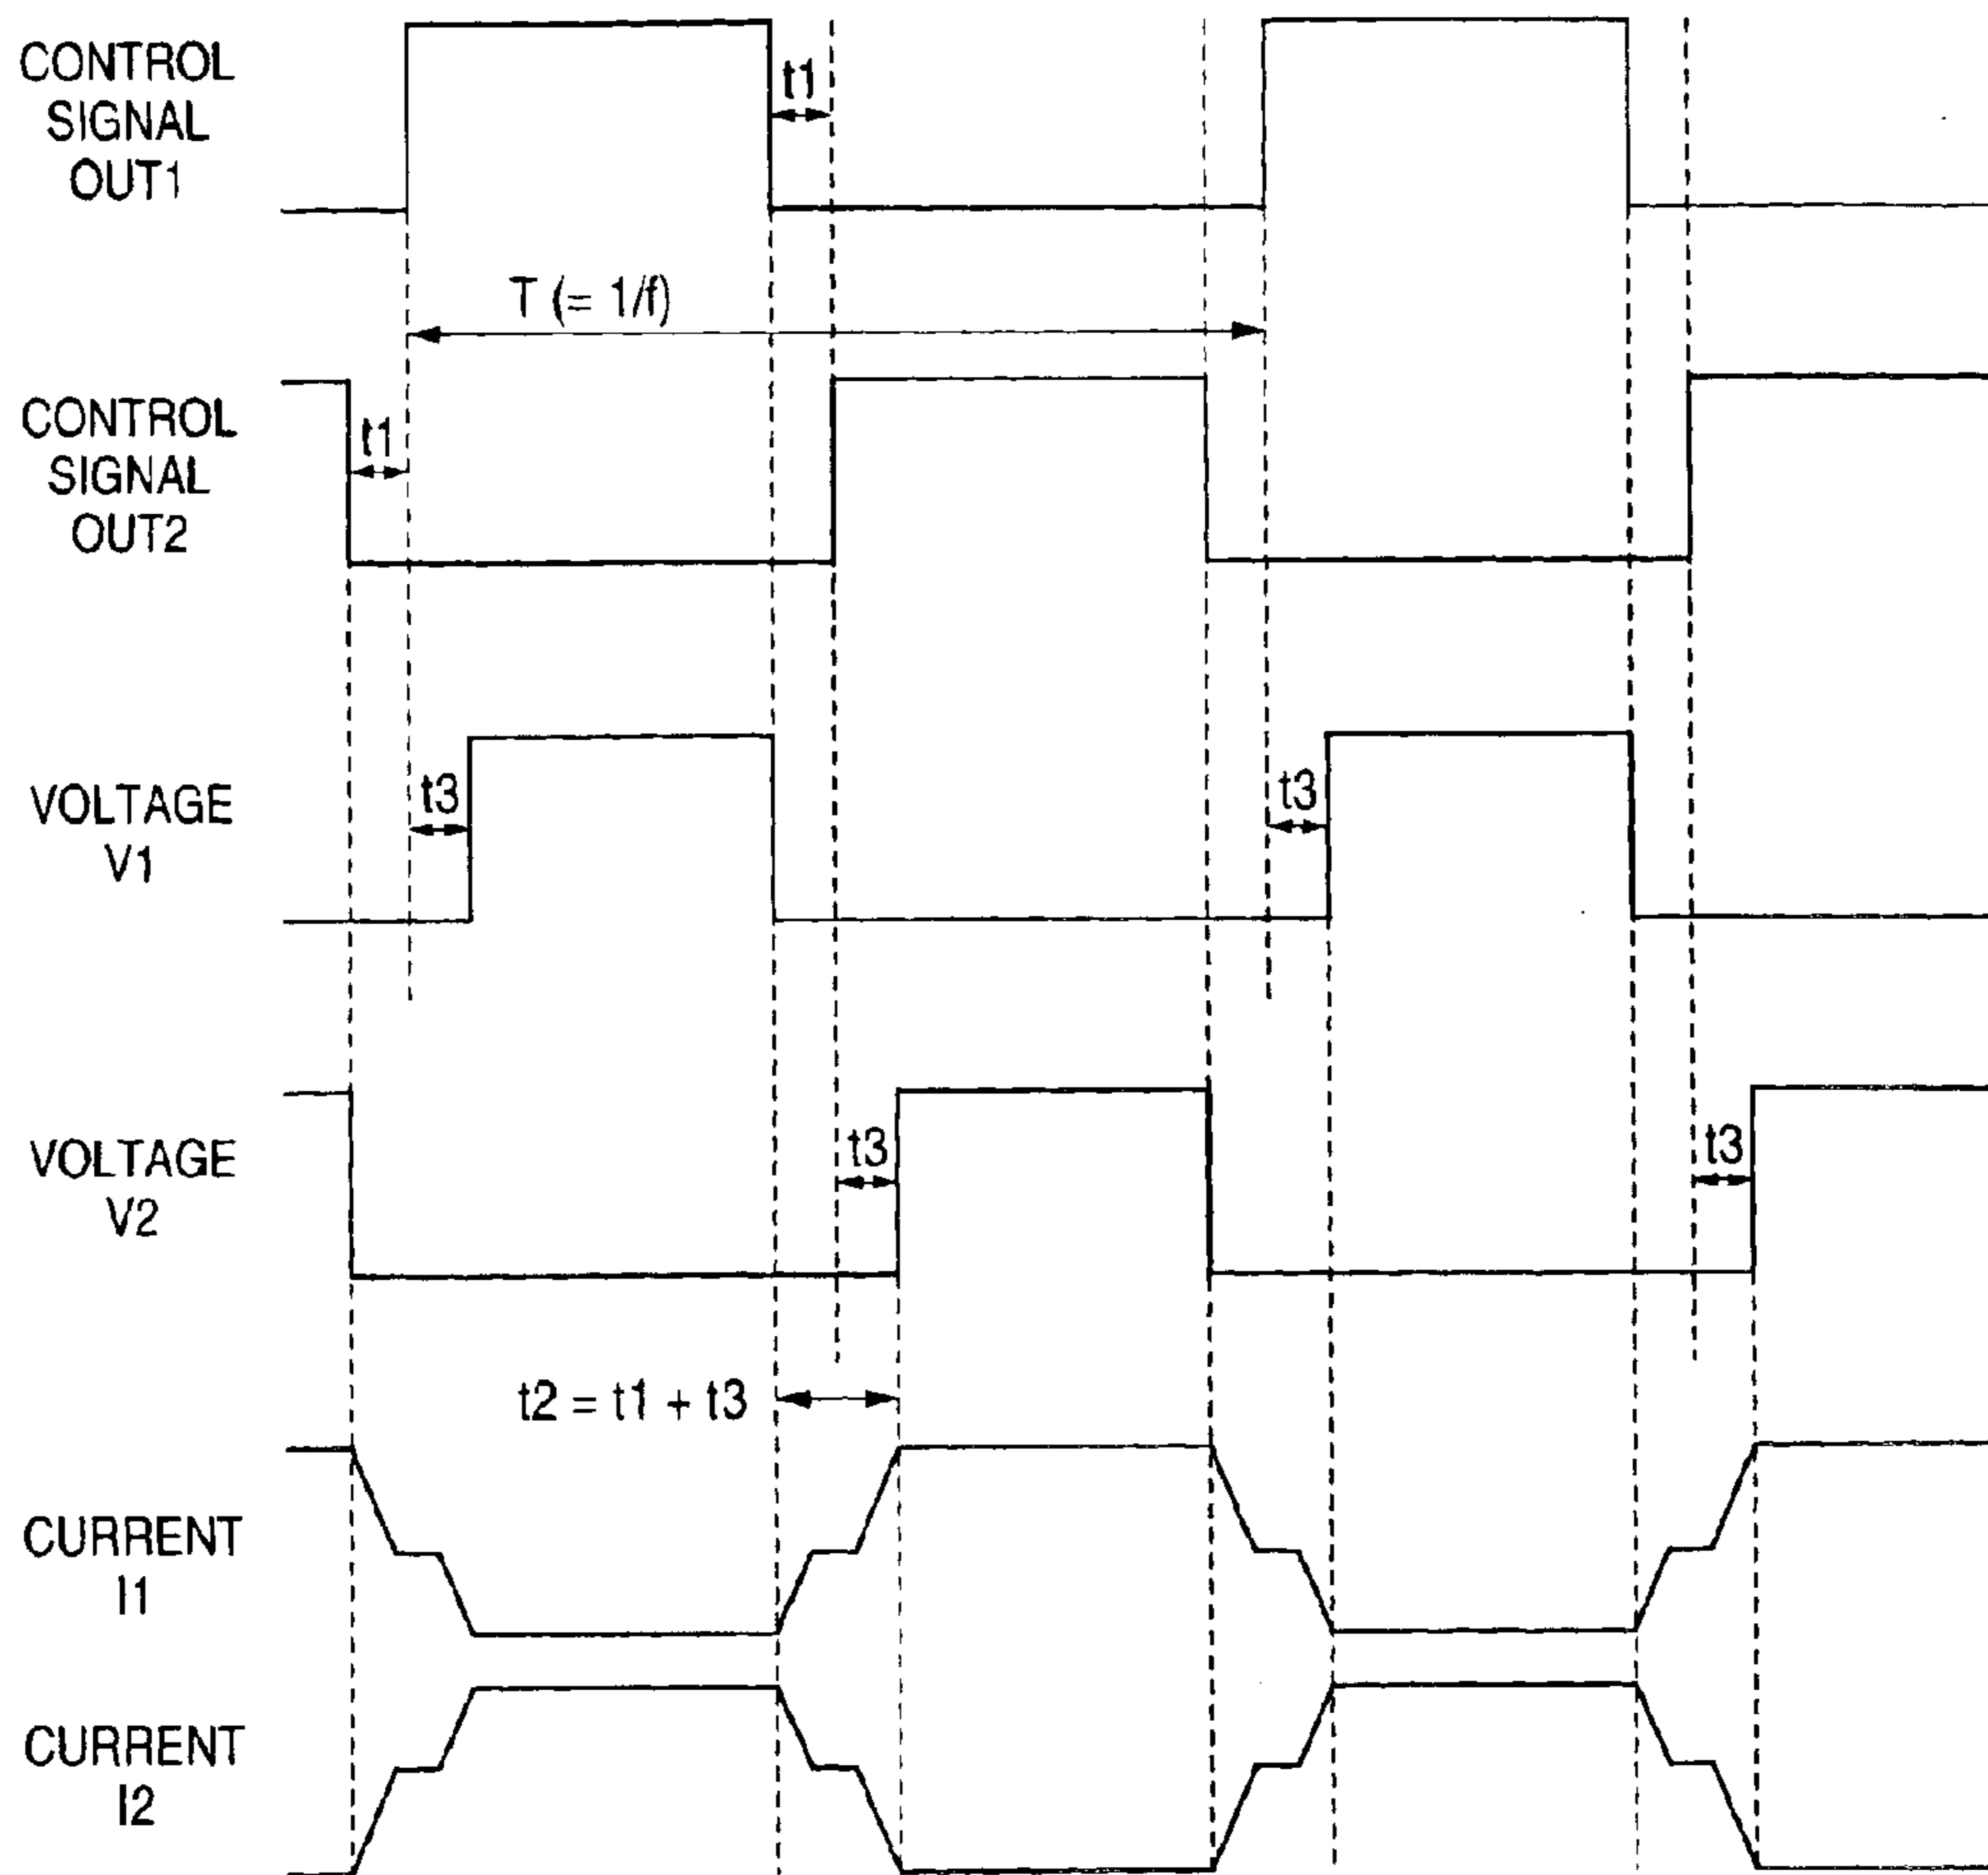 CONTROL
SIGNAL
OUT1
t1
T (= 1/f)
CONTROL
SIGNAL
OUT2
t1
VOLTAGE
V1
t3
t3
VOLTAGE
V2
t3
t3
t2 = t1 + t3
CURRENT
I1
CURRENT
I2